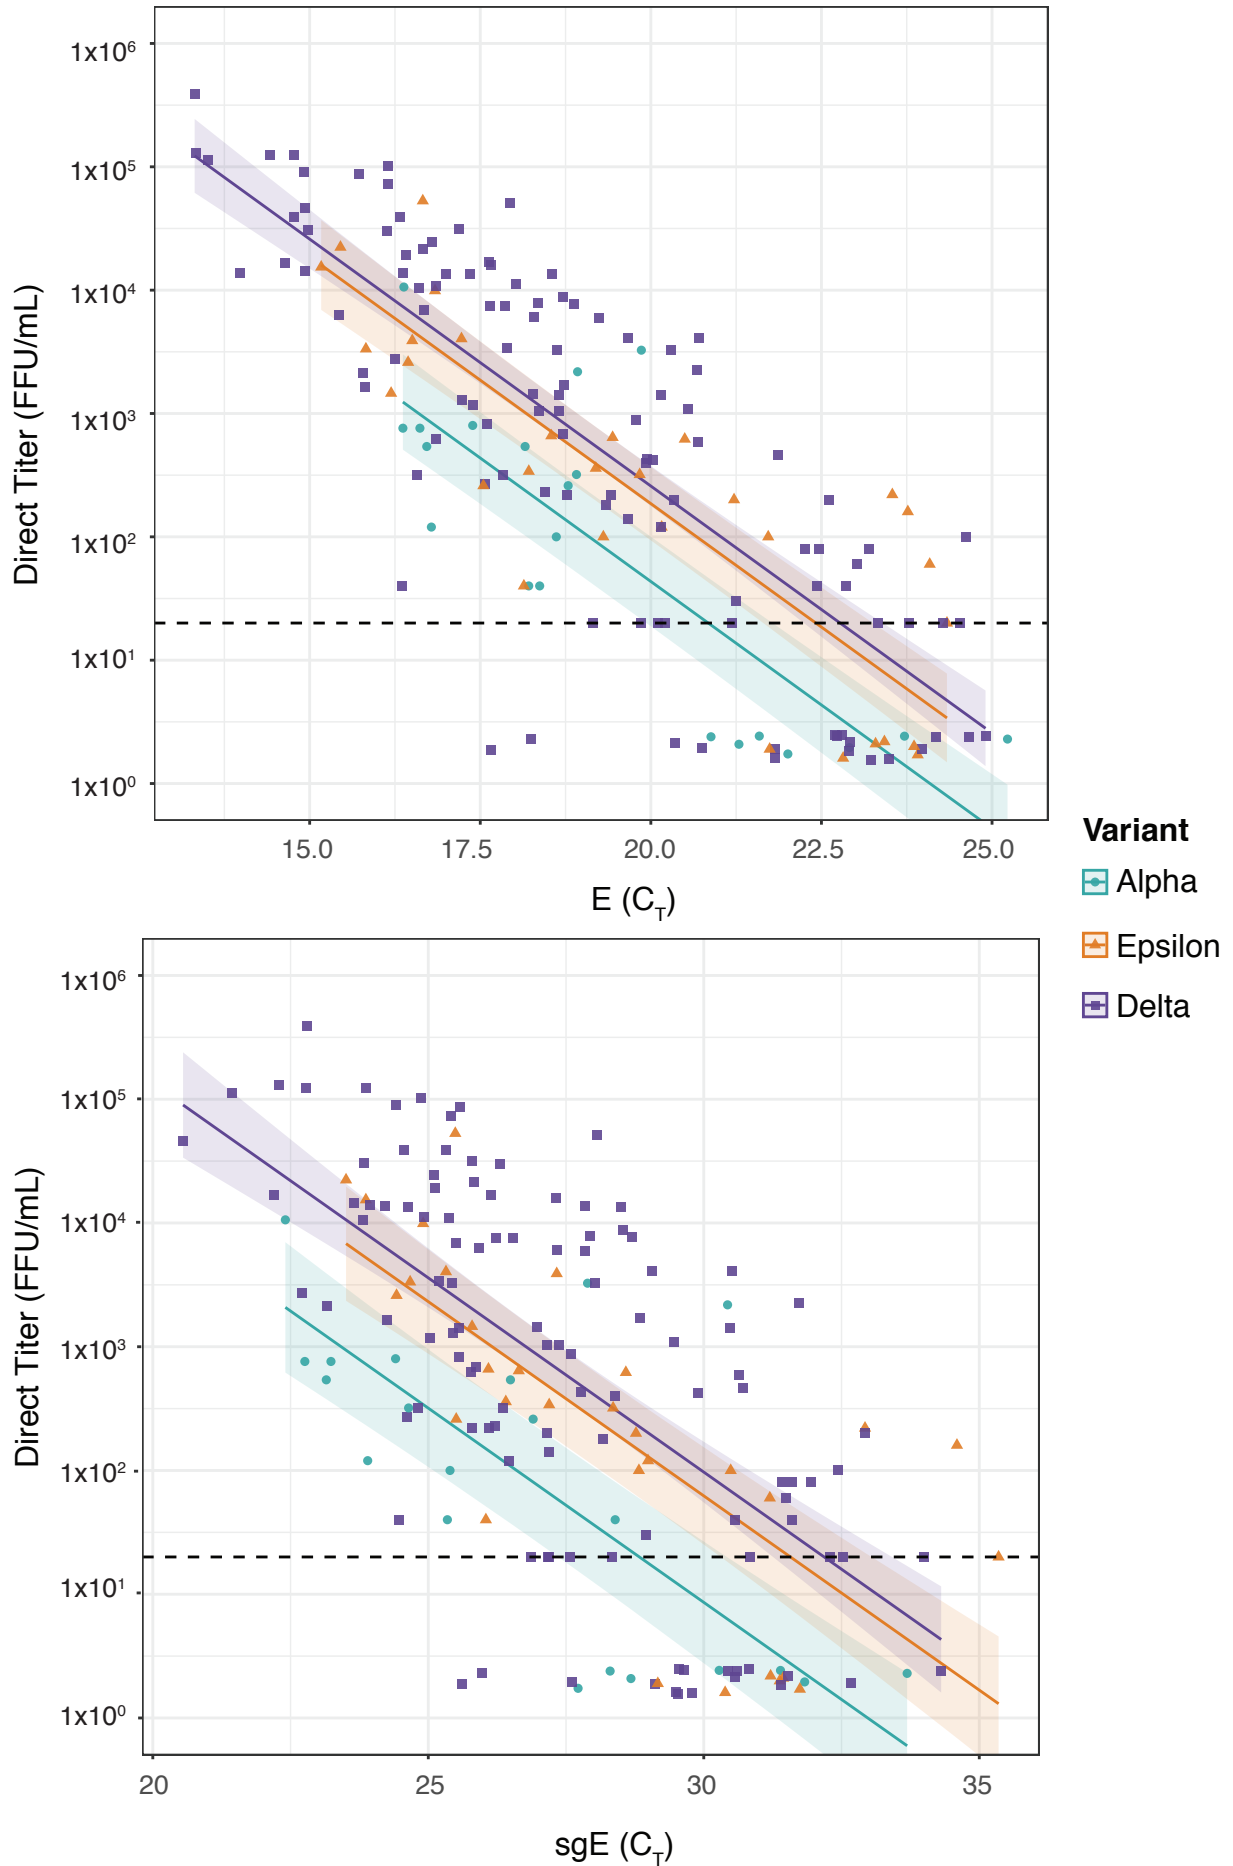 Direct Titer (FFU/mL)
1x10⁶
1x10⁵
1x10⁴
1x10³
1x10²
1x10¹
1x10⁰
15.0 17.5 20.0 22.5 25.0
E (C_T)
Variant
Alpha
Epsilon
Delta
Direct Titer (FFU/mL)
1x10⁶
1x10⁵
1x10⁴
1x10³
1x10²
1x10¹
1x10⁰
20 25 30 35
sgE (C_T)